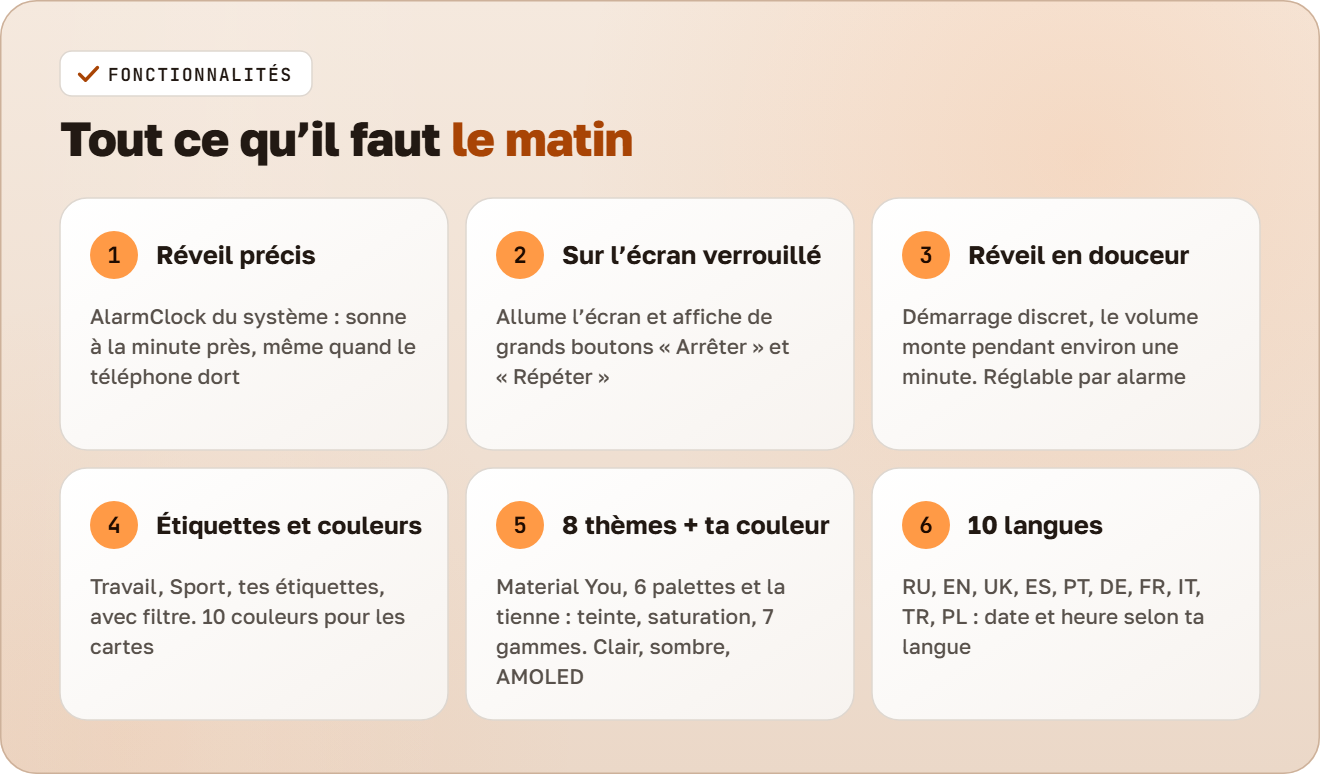 FONCTIONNALITÉS
Tout ce qu’il faut le matin
1 Réveil précis
AlarmClock du système : sonne
à la minute près, même quand le
téléphone dort
2 Sur l’écran verrouillé
Allume l’écran et affiche de
grands boutons « Arrêter » et
« Répéter »
3 Réveil en douceur
Démarrage discret, le volume
monte pendant environ une
minute. Réglable par alarme
4 Étiquettes et couleurs
Travail, Sport, tes étiquettes,
avec filtre. 10 couleurs pour les
cartes
5 8 thèmes + ta couleur
Material You, 6 palettes et la
tienne : teinte, saturation, 7
gammes. Clair, sombre,
AMOLED
6 10 langues
RU, EN, UK, ES, PT, DE, FR, IT,
TR, PL : date et heure selon ta
langue